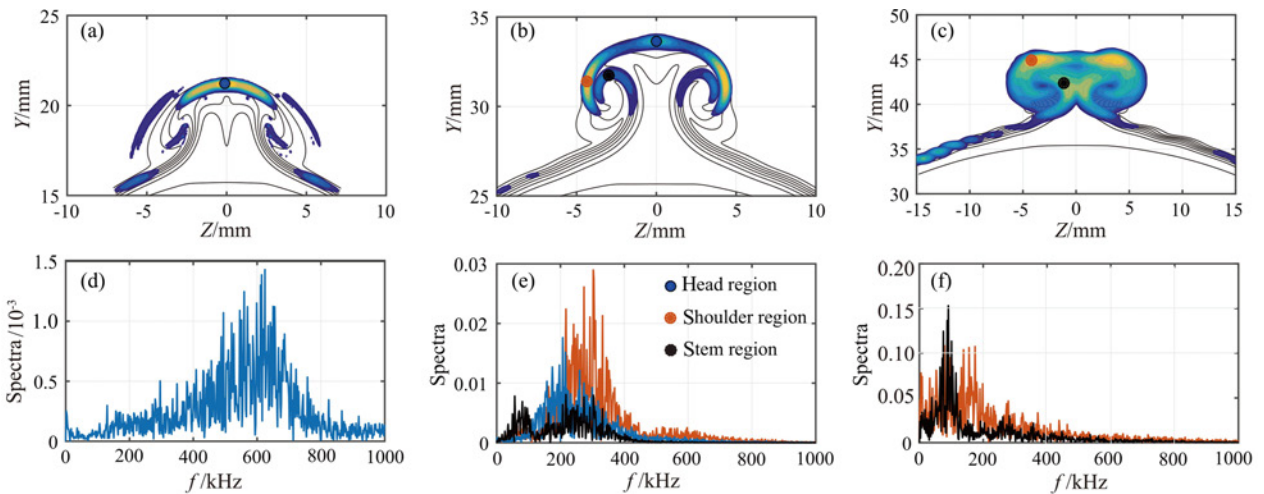 (a)
25
20
15
Y/mm
-10 -5 0 5 10
Z/mm
(b)
35
30
25
Y/mm
-10 -5 0 5 10
Z/mm
(c)
50
45
40
35
30
Y/mm
-15 -10 -5 0 5 10 15
Z/mm
(d)
1.5
1.0
0.5
0
Spectra /10⁻³
0 200 400 600 800 1000
f /kHz
(e)
0.03
0.02
0.01
0
Spectra
Head region
Shoulder region
Stem region
0 200 400 600 800 1000
f /kHz
(f)
0.20
0.15
0.10
0.05
0
Spectra
0 200 400 600 800 1000
f /kHz